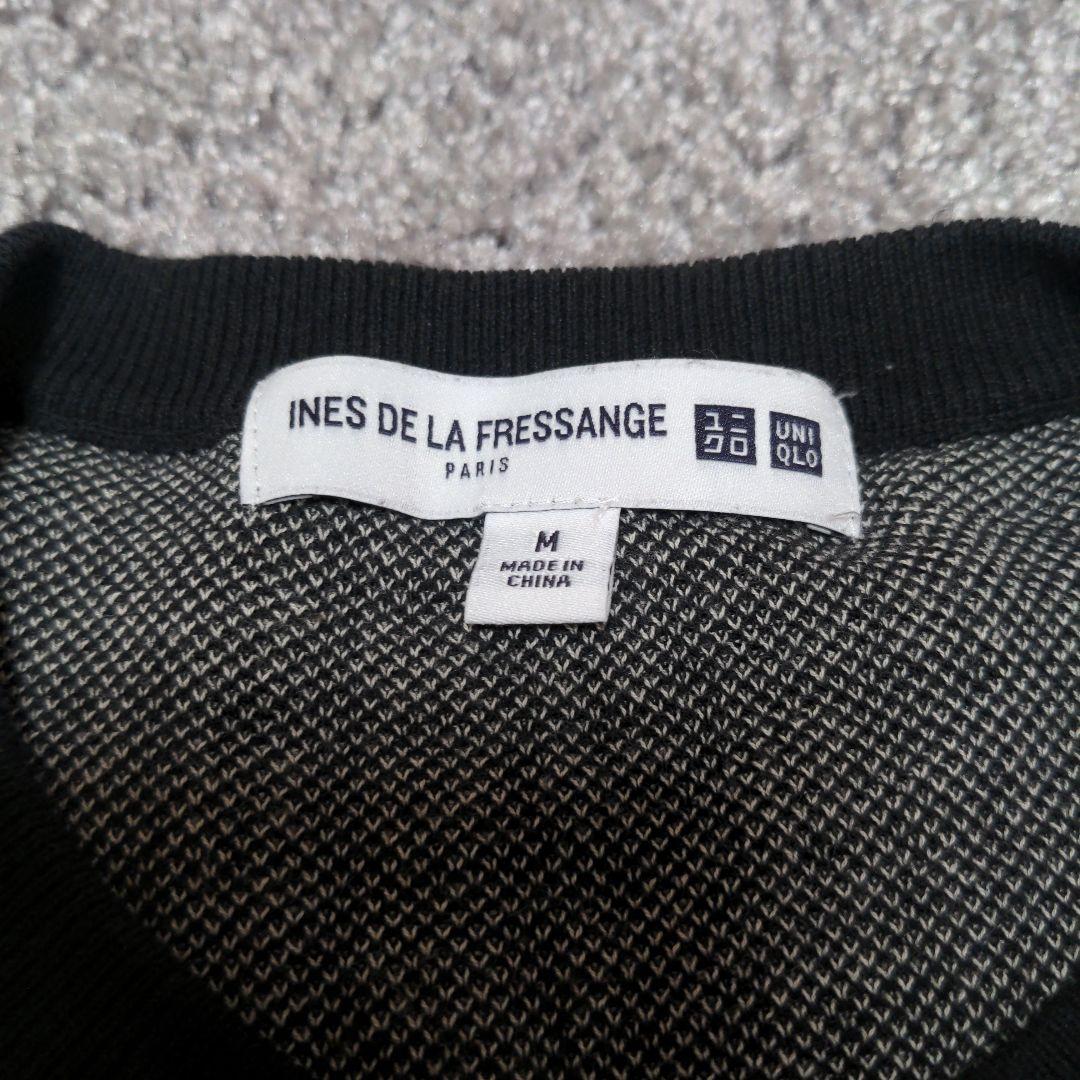 INES DE LA FRESSANGE
PARIS
ユニ
クロ
UNI
QLO
M
MADE IN
CHINA